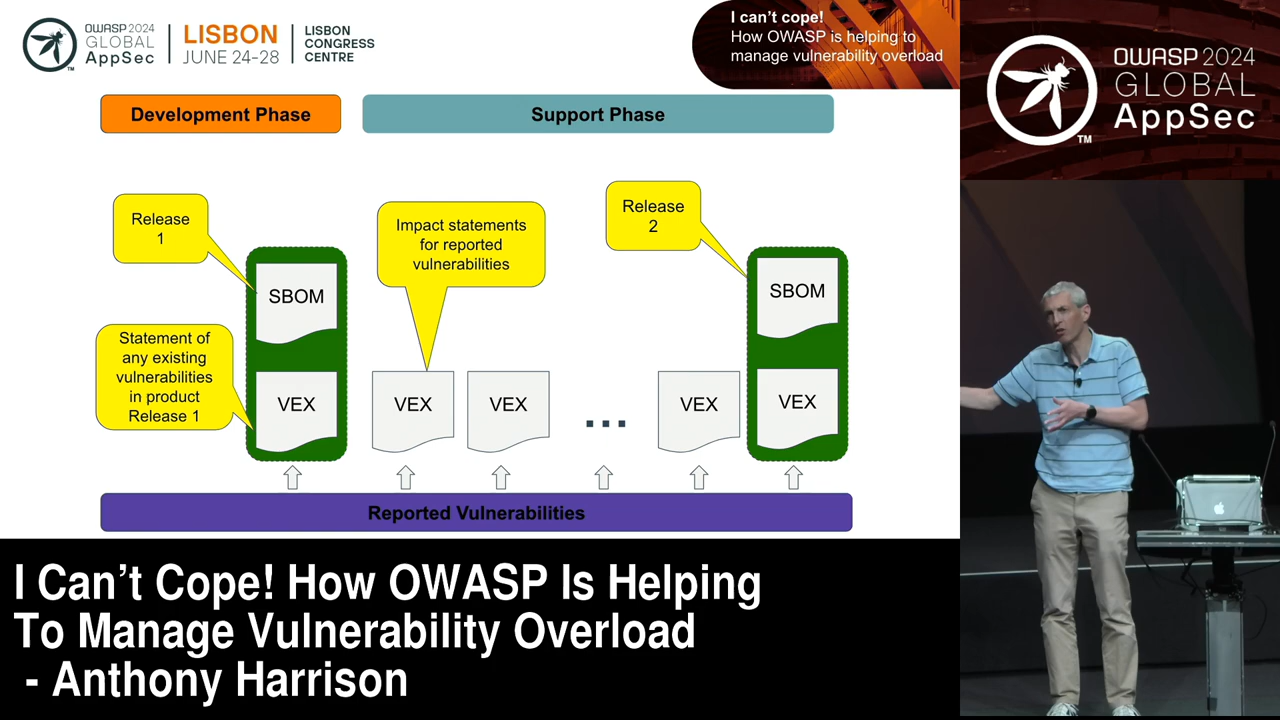 OWASP 2024
GLOBAL
AppSec
TM
LISBON
JUNE 24-28
LISBON
CONGRESS
CENTRE
I can't cope!
How OWASP is helping to
manage vulnerability overload
OWASP 2024
GLOBAL
AppSec
TM
Development Phase
Support Phase
Release
1
Impact statements
for reported
vulnerabilities
Release
2
SBOM
SBOM
Statement of
any existing
vulnerabilities
in product
Release 1
VEX
VEX
VEX
...
VEX
VEX
Reported Vulnerabilities
I Can't Cope! How OWASP Is Helping
To Manage Vulnerability Overload
- Anthony Harrison